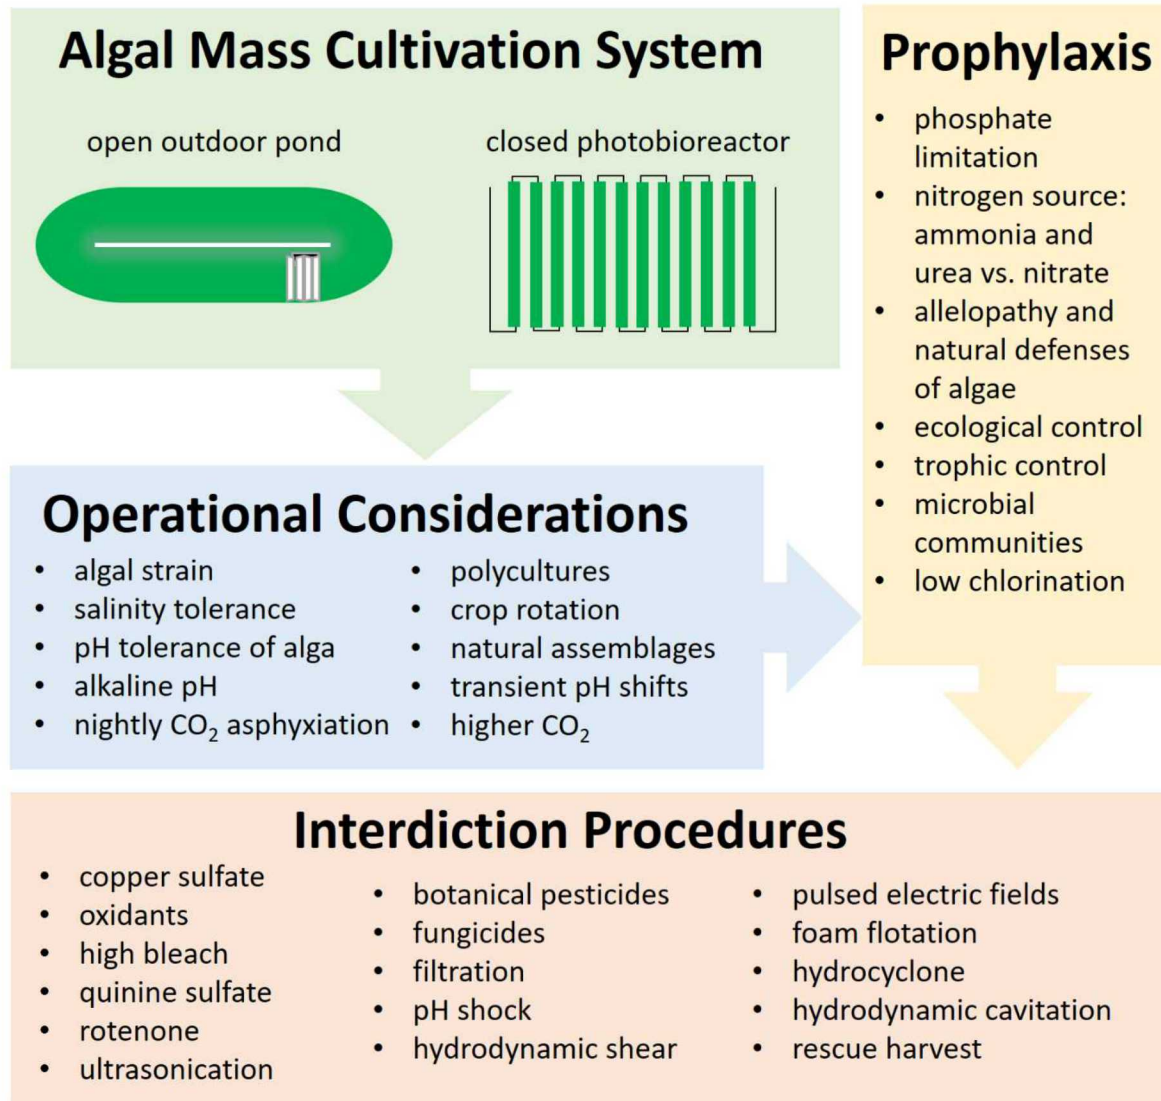 Algal Mass Cultivation System
open outdoor pond
closed photobioreactor
Prophylaxis
• phosphate
limitation
• nitrogen source:
ammonia and
urea vs. nitrate
• allelopathy and
natural defenses
of algae
• ecological control
• trophic control
• microbial
communities
• low chlorination
Operational Considerations
• algal strain
• salinity tolerance
• pH tolerance of alga
• alkaline pH
• nightly CO₂ asphyxiation
• polycultures
• crop rotation
• natural assemblages
• transient pH shifts
• higher CO₂
Interdiction Procedures
• copper sulfate
• oxidants
• high bleach
• quinine sulfate
• rotenone
• ultrasonication
• botanical pesticides
• fungicides
• filtration
• pH shock
• hydrodynamic shear
• pulsed electric fields
• foam flotation
• hydrocyclone
• hydrodynamic cavitation
• rescue harvest